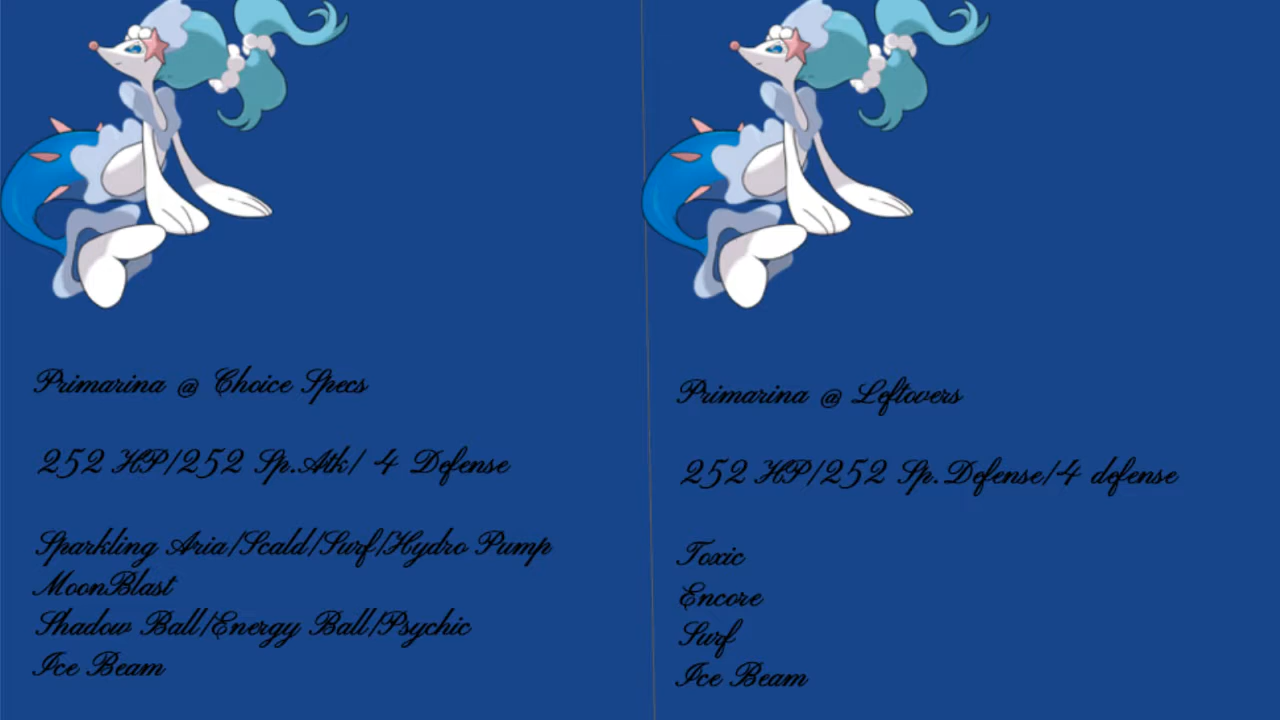 Primarina @ Choice Specs
252 HP/252 Sp.Atk/ 4 Defense
Sparkling Aria/Scald/Surf/Hydro Pump
MoonBlast
Shadow Ball/Energy Ball/Psychic
Ice Beam
Primarina @ Leftovers
252 HP/252 Sp.Defense/4 defense
Toxic
Encore
Surf
Ice Beam